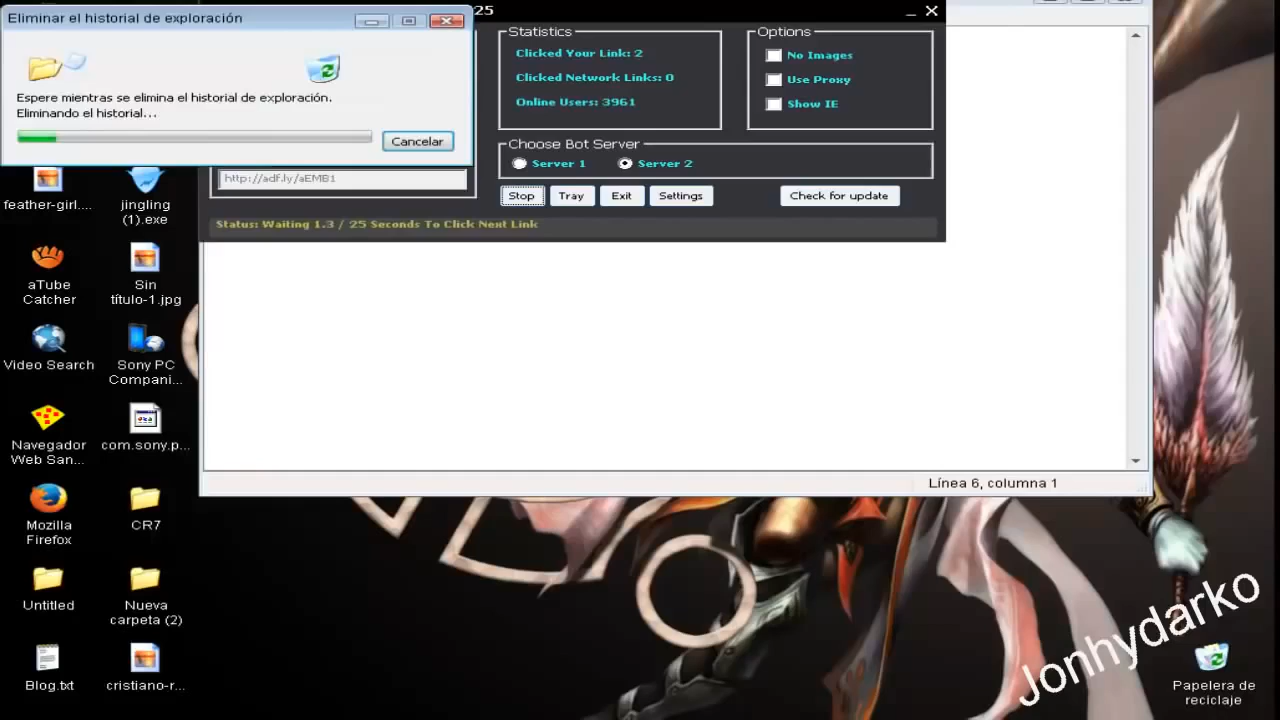 Eliminar el historial de exploración
Espere mientras se elimina el historial de exploración.
Eliminando el historial...
Cancelar
25
Statistics
Clicked Your Link: 2
Clicked Network Links: 0
Online Users: 3961
Options
No Images
Use Proxy
Show IE
Choose Bot Server
Server 1
Server 2
http://adf.ly/aEMB1
Stop
Tray
Exit
Settings
Check for update
Status: Waiting 1.3 / 25 Seconds To Click Next Link
Línea 6, columna 1
feather-girl....
jingling
(1).exe
aTube
Catcher
Sin
título-1.jpg
Video Search
Sony PC
Compani...
Navegador
Web San...
com.sony.p...
Mozilla
Firefox
CR7
Untitled
Nueva
carpeta (2)
Blog.txt
cristiano-r...
Jonhydarko
Papelera de
reciclaje